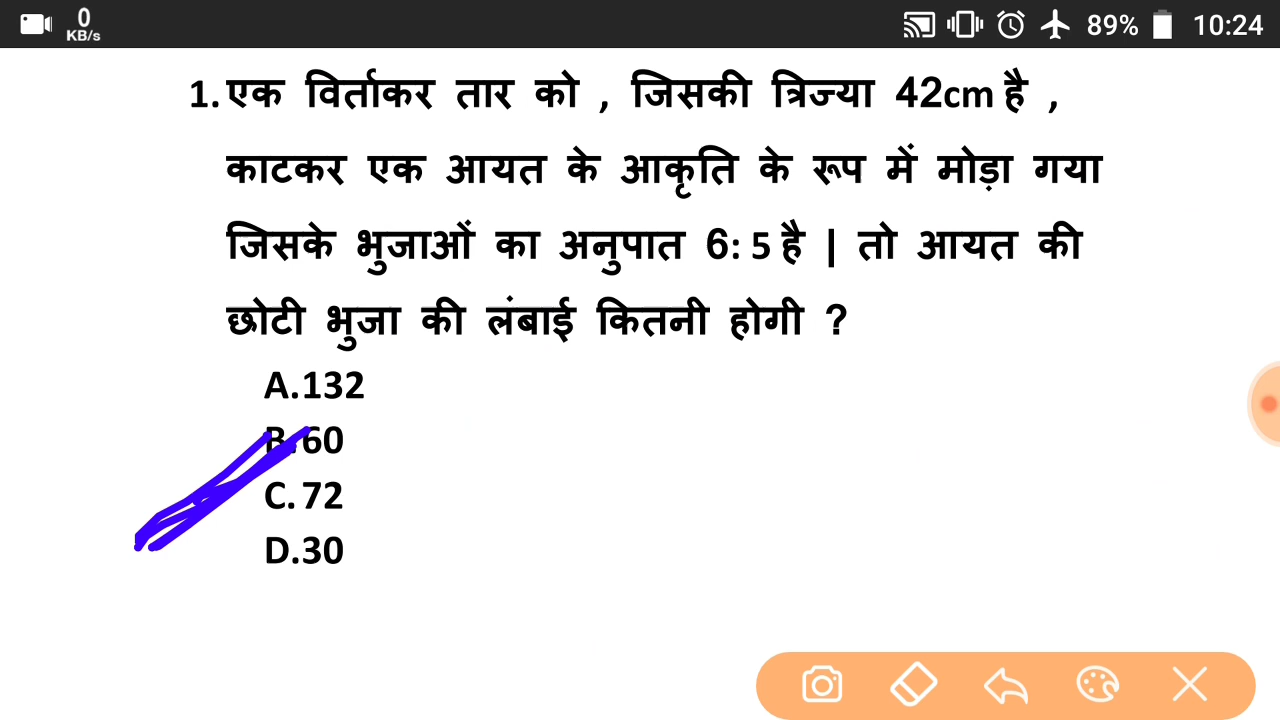 0
KB/s
89% 10:24
1. एक विर्ताकर तार को , जिसकी त्रिज्या 42cm है ,
काटकर एक आयत के आकृति के रूप में मोड़ा गया
जिसके भुजाओं का अनुपात 6: 5 है | तो आयत की
छोटी भुजा की लंबाई कितनी होगी ?
A.132
B.60
C. 72
D.30